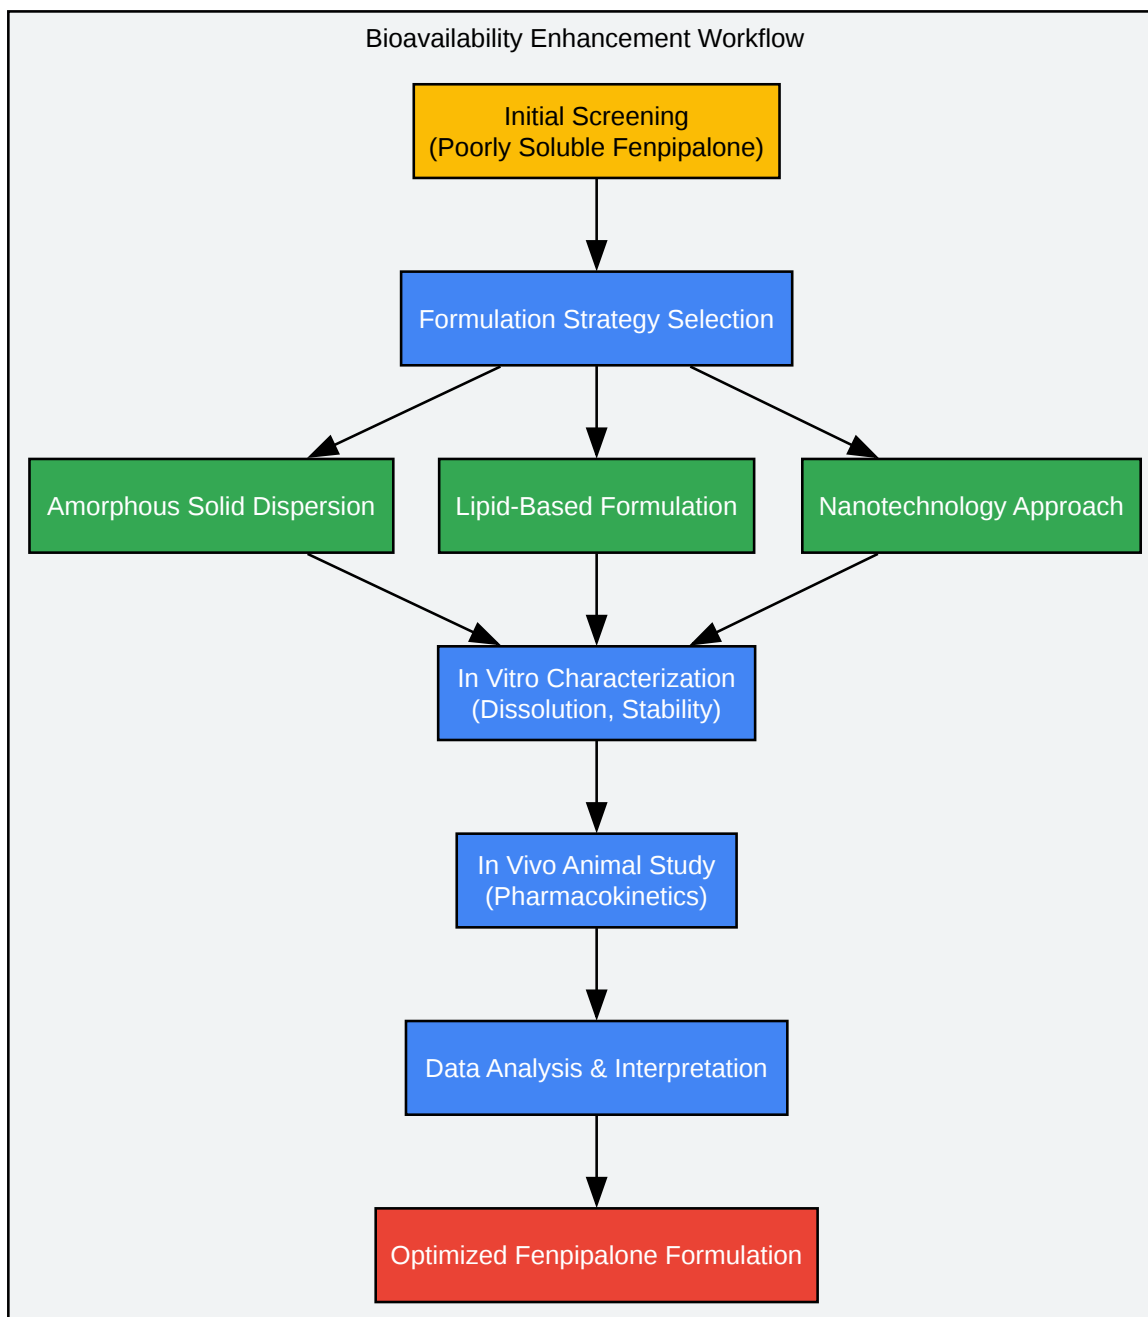 Bioavailability Enhancement Workflow
Initial Screening
(Poorly Soluble Fenpipalone)
Formulation Strategy Selection
Amorphous Solid Dispersion
Lipid-Based Formulation
Nanotechnology Approach
In Vitro Characterization
(Dissolution, Stability)
In Vivo Animal Study
(Pharmacokinetics)
Data Analysis & Interpretation
Optimized Fenpipalone Formulation